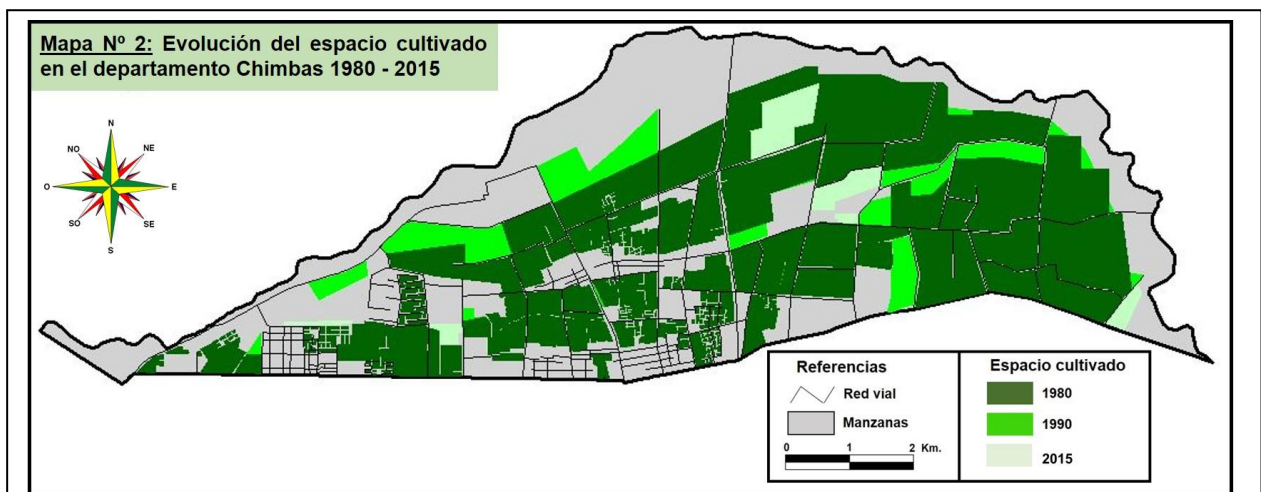 Mapa Nº 2: Evolución del espacio cultivado
en el departamento Chimbas 1980 - 2015
N
NO
NE
O
E
SO
SE
S
Referencias
Red vial
Manzanas
0 1 2 Km.
Espacio cultivado
1980
1990
2015